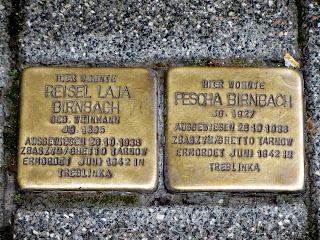 HIER WOHNTE
REISEL LAJA
BIRNBACH
GEB. WEINMANN
JG. 1895
AUSGEWIESEN 28.10.1938
ZBASZYN/GHETTO TARNOW
ERMORDET JUNI 1942 IN
TREBLINKA
HIER WOHNTE
PESCHA BIRNBACH
JG. 1927
AUSGEWIESEN 28.10.1938
ZBASZYN/GHETTO TARNOW
ERMORDET JUNI 1942 IN
TREBLINKA